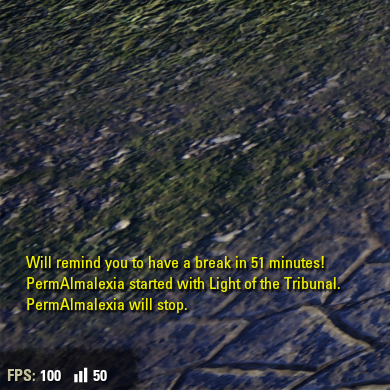 Will remind you to have a break in 51 minutes!
PermAlmalexia started with Light of the Tribunal.
PermAlmalexia will stop.
FPS: 100 50